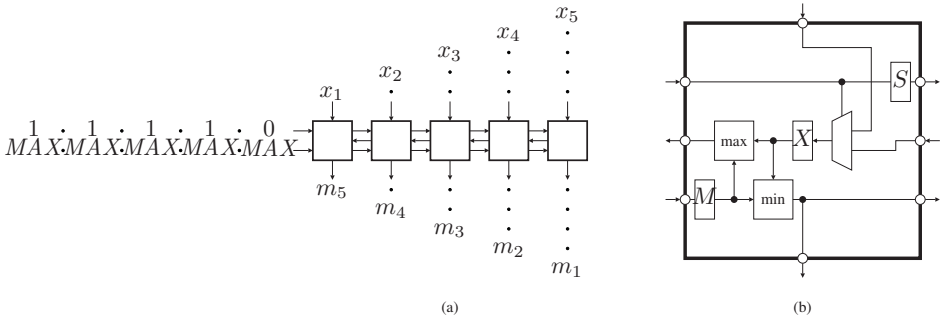 x₅
x₄
x₃
x₂
x₁
1 · 1 · 1 · 1 · 0
MAX · MAX · MAX · MAX · MAX
m₅
m₄
m₃
m₂
m₁
(a)
S
max
X
M
min
(b)